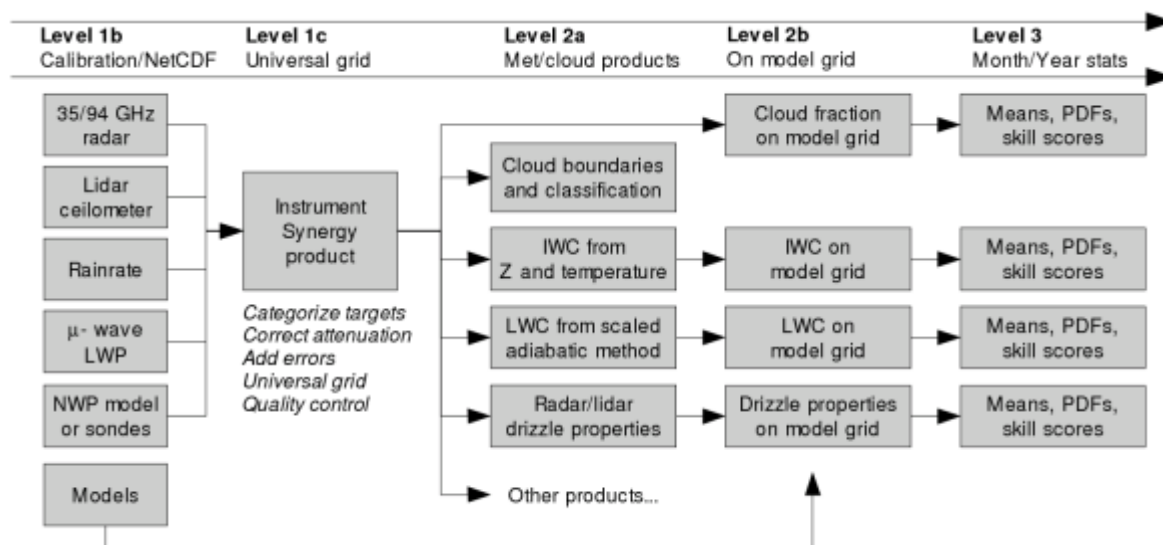 Level 1b
Calibration/NetCDF
Level 1c
Universal grid
Level 2a
Met/cloud products
Level 2b
On model grid
Level 3
Month/Year stats
35/94 GHz
radar
Lidar
ceilometer
Rainrate
μ- wave
LWP
NWP model
or sondes
Models
Instrument
Synergy
product
Categorize targets
Correct attenuation
Add errors
Universal grid
Quality control
Cloud boundaries
and classification
IWC from
Z and temperature
LWC from scaled
adiabatic method
Radar/lidar
drizzle properties
Other products...
Cloud fraction
on model grid
IWC on
model grid
LWC on
model grid
Drizzle properties
on model grid
Means, PDFs,
skill scores
Means, PDFs,
skill scores
Means, PDFs,
skill scores
Means, PDFs,
skill scores